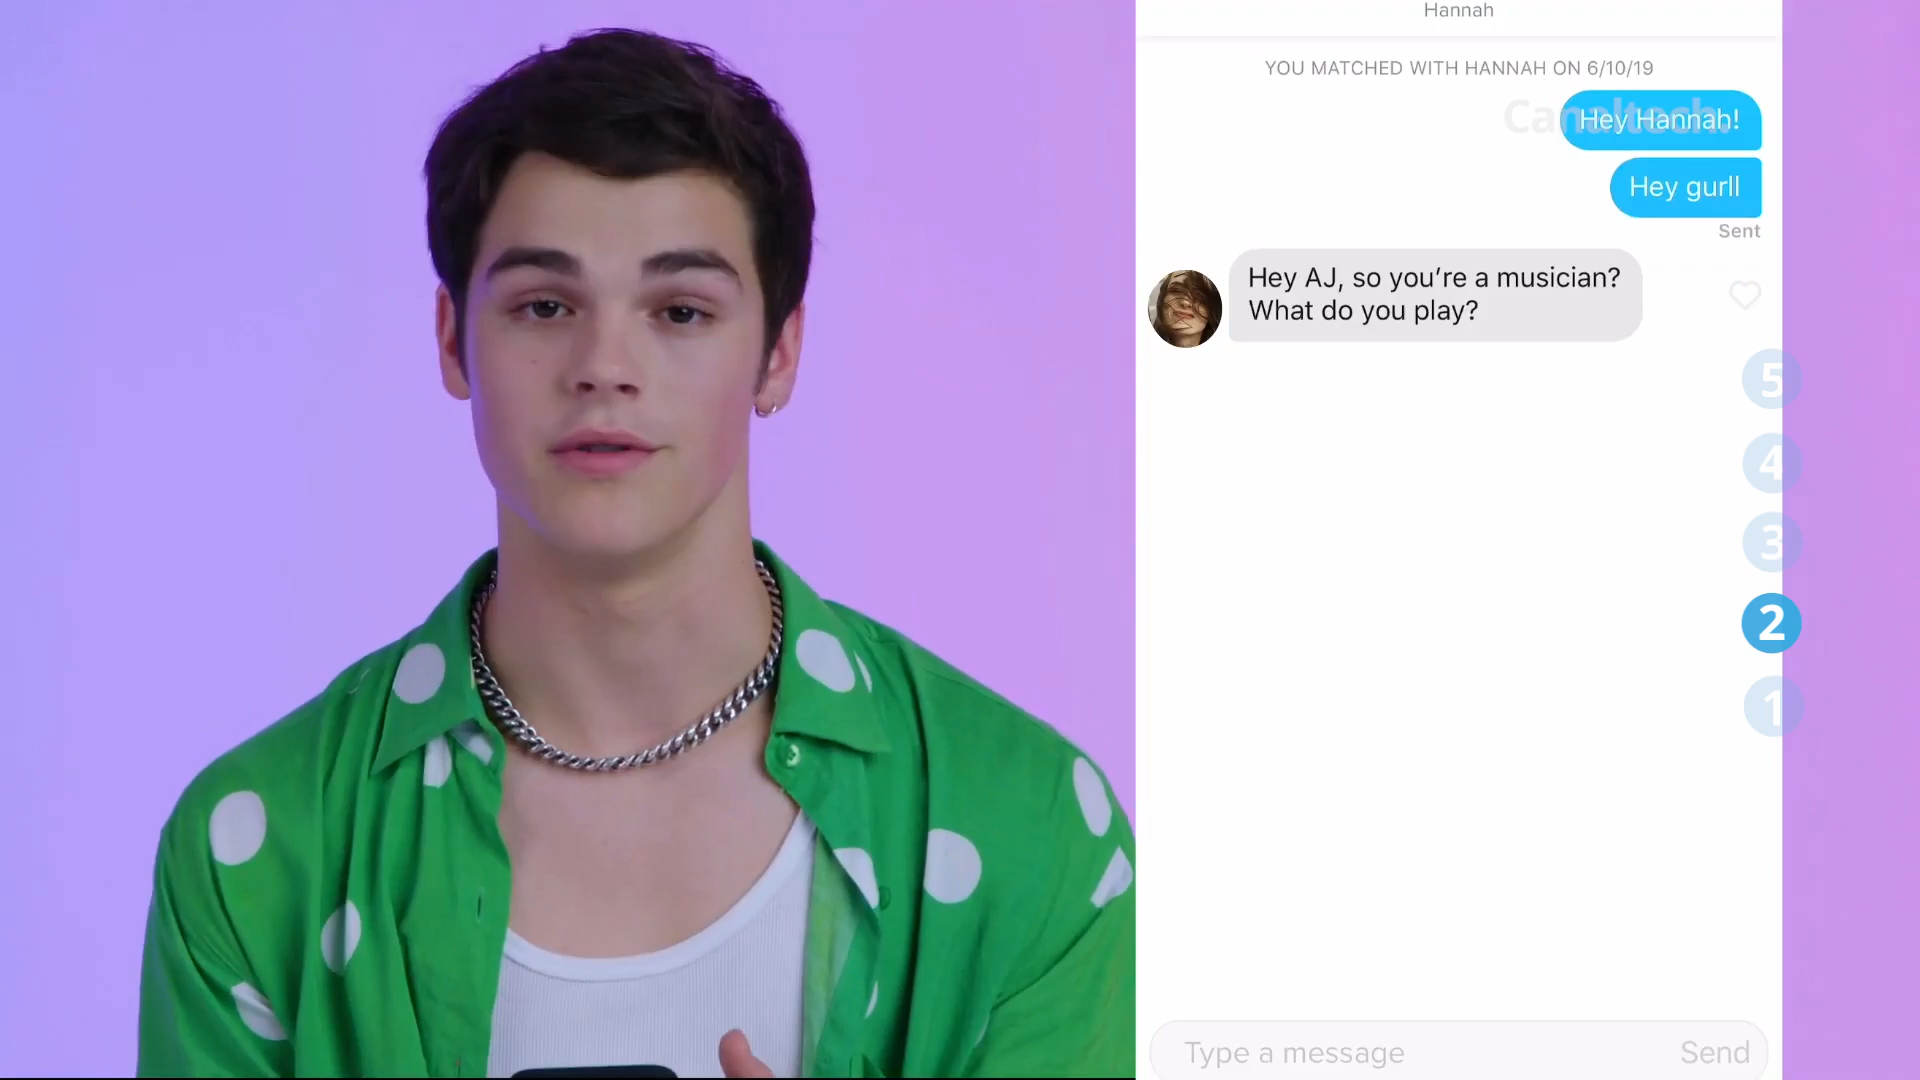 Hannah
YOU MATCHED WITH HANNAH ON 6/10/19
Canaltech.
Hey Hannah!
Hey gurll
Sent
Hey AJ, so you’re a musician?
What do you play?
5
4
3
2
1
Type a message
Send